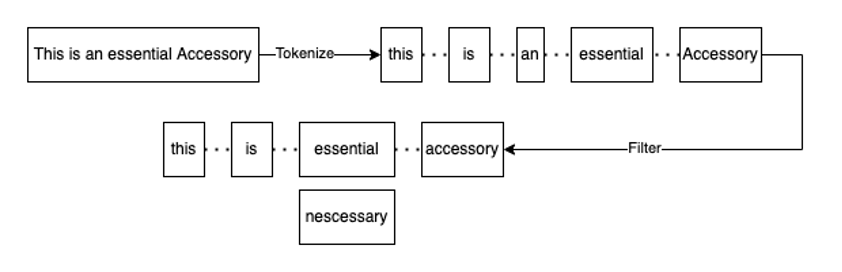 This is an essential Accessory
Tokenize
this
is
an
essential
Accessory
Filter
this
is
essential
accessory
nescessary